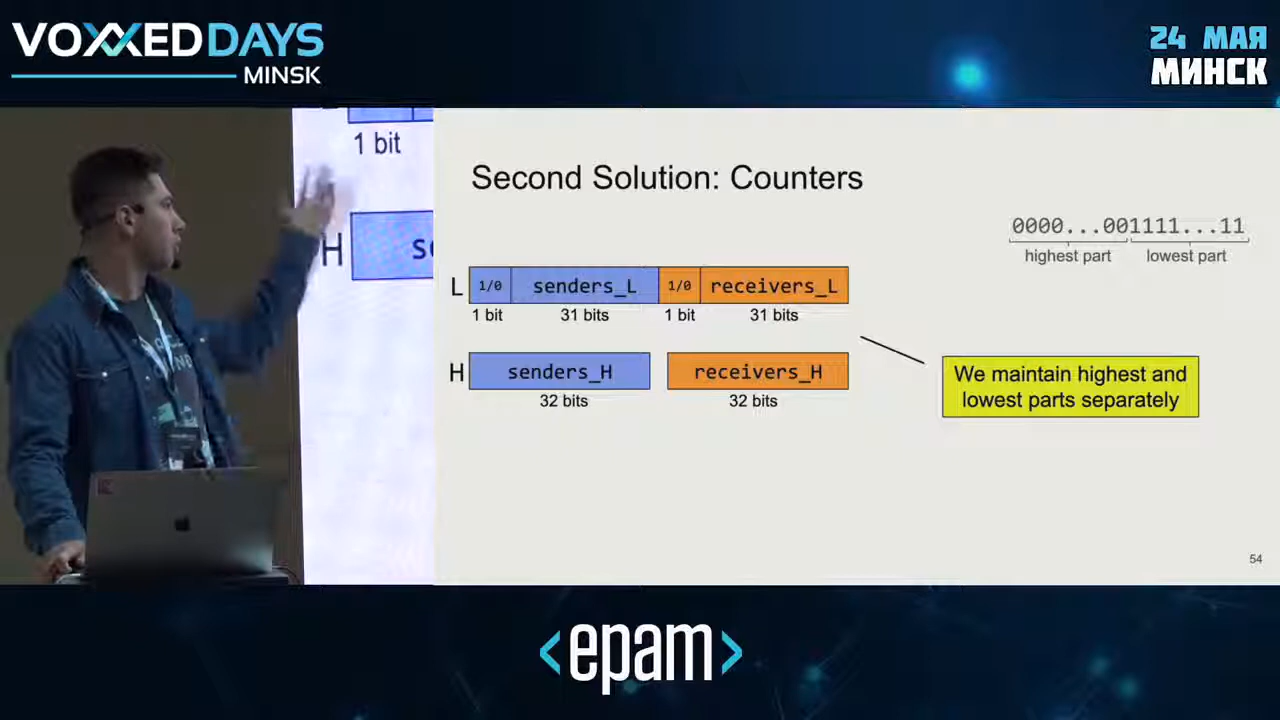 VOXXED DAYS
MINSK
24 МАЯ
МИНСК
1 bit
H
Second Solution: Counters
0000...001111...11
highest part lowest part
L 1/0 senders_L 1/0 receivers_L
1 bit 31 bits 1 bit 31 bits
H senders_H receivers_H
32 bits 32 bits
We maintain highest and
lowest parts separately
54
<epam>